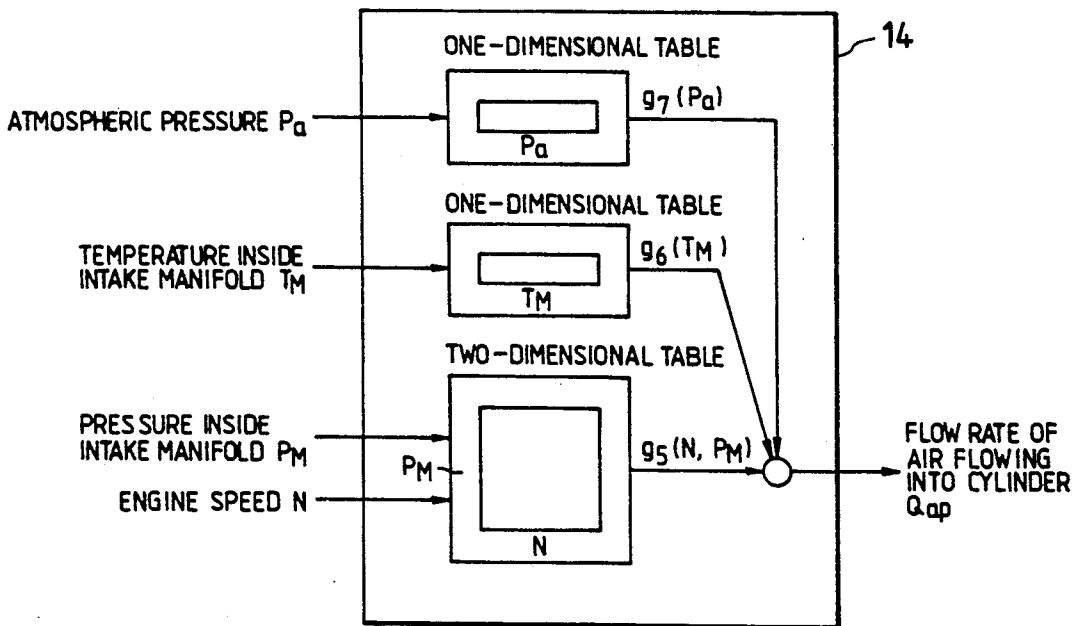 14
ONE-DIMENSIONAL TABLE
ATMOSPHERIC PRESSURE Pa
Pa
g7(Pa)
ONE-DIMENSIONAL TABLE
TEMPERATURE INSIDE
INTAKE MANIFOLD TM
TM
g6(TM)
TWO-DIMENSIONAL TABLE
PRESSURE INSIDE
INTAKE MANIFOLD PM
ENGINE SPEED N
PM
N
g5(N, PM)
FLOW RATE OF
AIR FLOWING
INTO CYLINDER
Qap